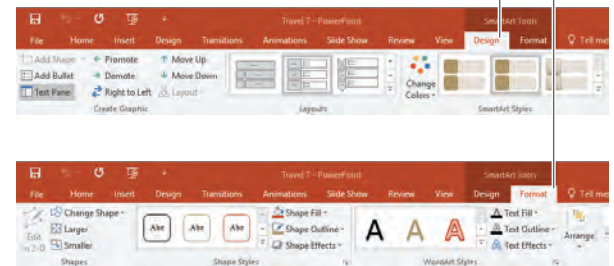 Travel 7 - PowerPoint SmartArt Tools
File Home Insert Design Transitions Animations Slide Show Review View Design Format Tell me
Add Shape Promote Move Up
Add Bullet Demote Move Down Change Colors
Text Pane Right to Left Layout
Create Graphic Layouts SmartArt Styles
Travel 7 - PowerPoint SmartArt Tools
File Home Insert Design Transitions Animations Slide Show Review View Design Format Tell me
Change Shape Abc Abc Abc Shape Fill A A A Text Fill
Edit in 2-D Larger Shape Outline Text Outline Arrange
Smaller Shape Effects Text Effects
Shapes Shape Styles WordArt Styles